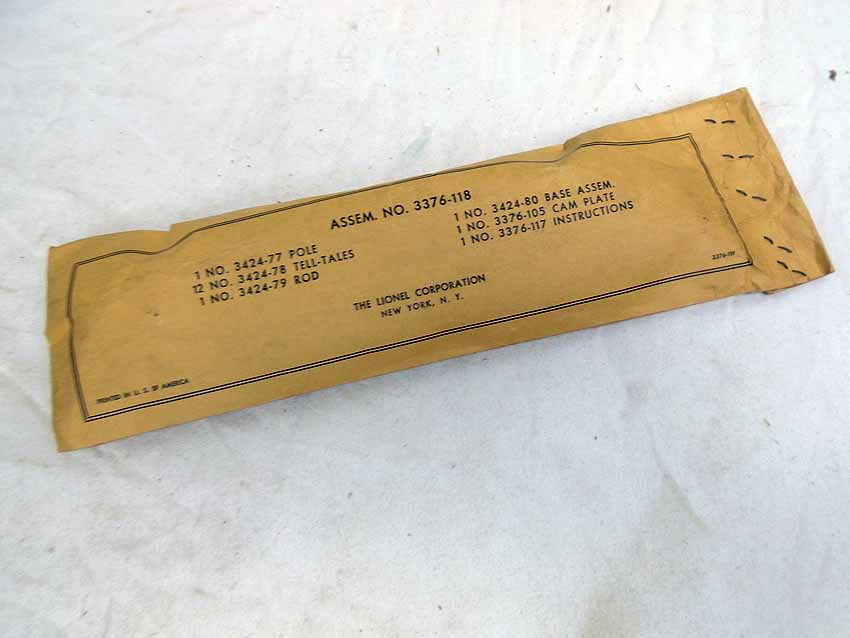 ASSEM. NO. 3376-118
1 NO. 3424-77 POLE
12 NO. 3424-78 TELL-TALES
1 NO. 3424-79 ROD
1 NO. 3424-80 BASE ASSEM.
1 NO. 3376-105 CAM PLATE
1 NO. 3376-117 INSTRUCTIONS
THE LIONEL CORPORATION
NEW YORK, N. Y.
PRINTED IN U. S. OF AMERICA